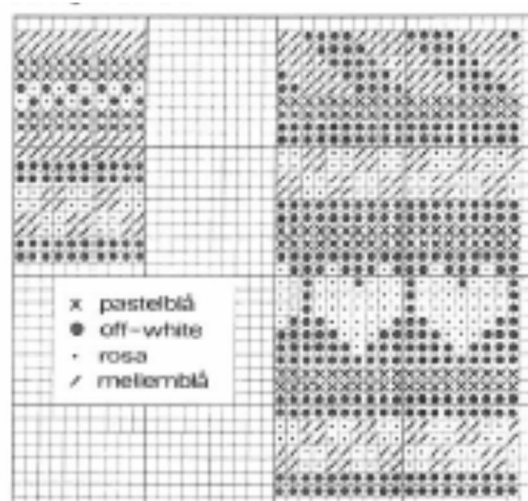 x pastelblå
● off-white
· rosa
/ mellemblå